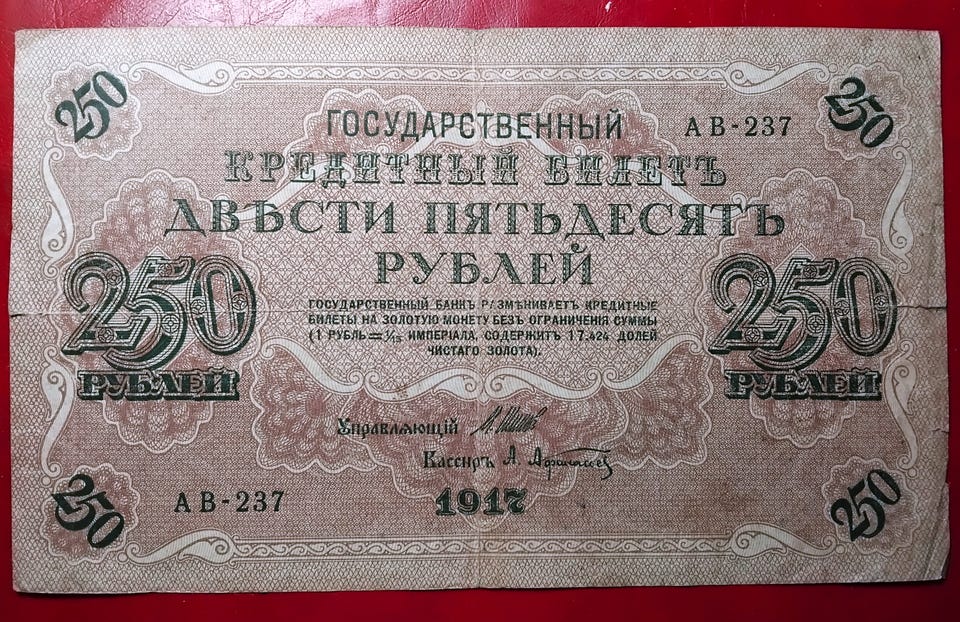 250
250
ГОСУДАРСТВЕННЫЙ
АВ-237
КРЕДИТНЫЙ БИЛЕТЪ
ДВѢСТИ ПЯТЬДЕСЯТЪ
РУБЛЕЙ
250
РУБЛЕЙ
250
РУБЛЕЙ
ГОСУДАРСТВЕННЫЙ БАНКЪ РАЗМѢНИВАЕТЪ КРЕДИТНЫЕ
БИЛЕТЫ НА ЗОЛОТУЮ МОНЕТУ БЕЗЪ ОГРАНИЧЕНІЯ СУММЫ
(1 РУБЛЬ=1/15 ИМПЕРІАЛА, СОДЕРЖИТЪ 17,424 ДОЛЕЙ
ЧИСТАГО ЗОЛОТА).
Управляющій
Кассиръ А. Афанасьев
АВ-237
1917
250
250